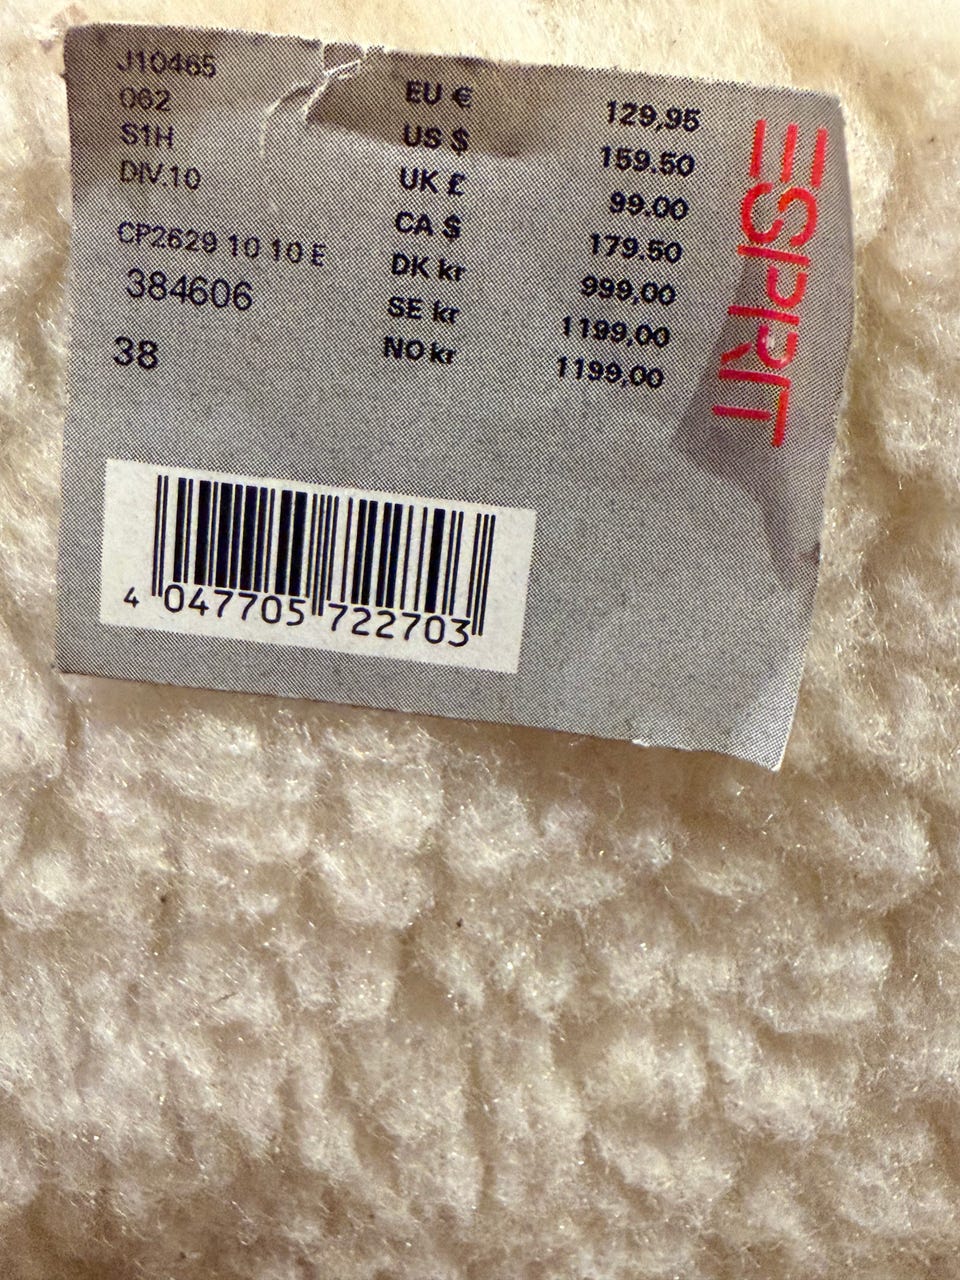 J10465
062
S1H
DIV.10
CP2629 10 10 E
384606
38
EU € 129,95
US $ 159.50
UK £ 99.00
CA $ 179.50
DK kr 999,00
SE kr 1199,00
NO kr 1199,00
ESPRIT
4 047705 722703